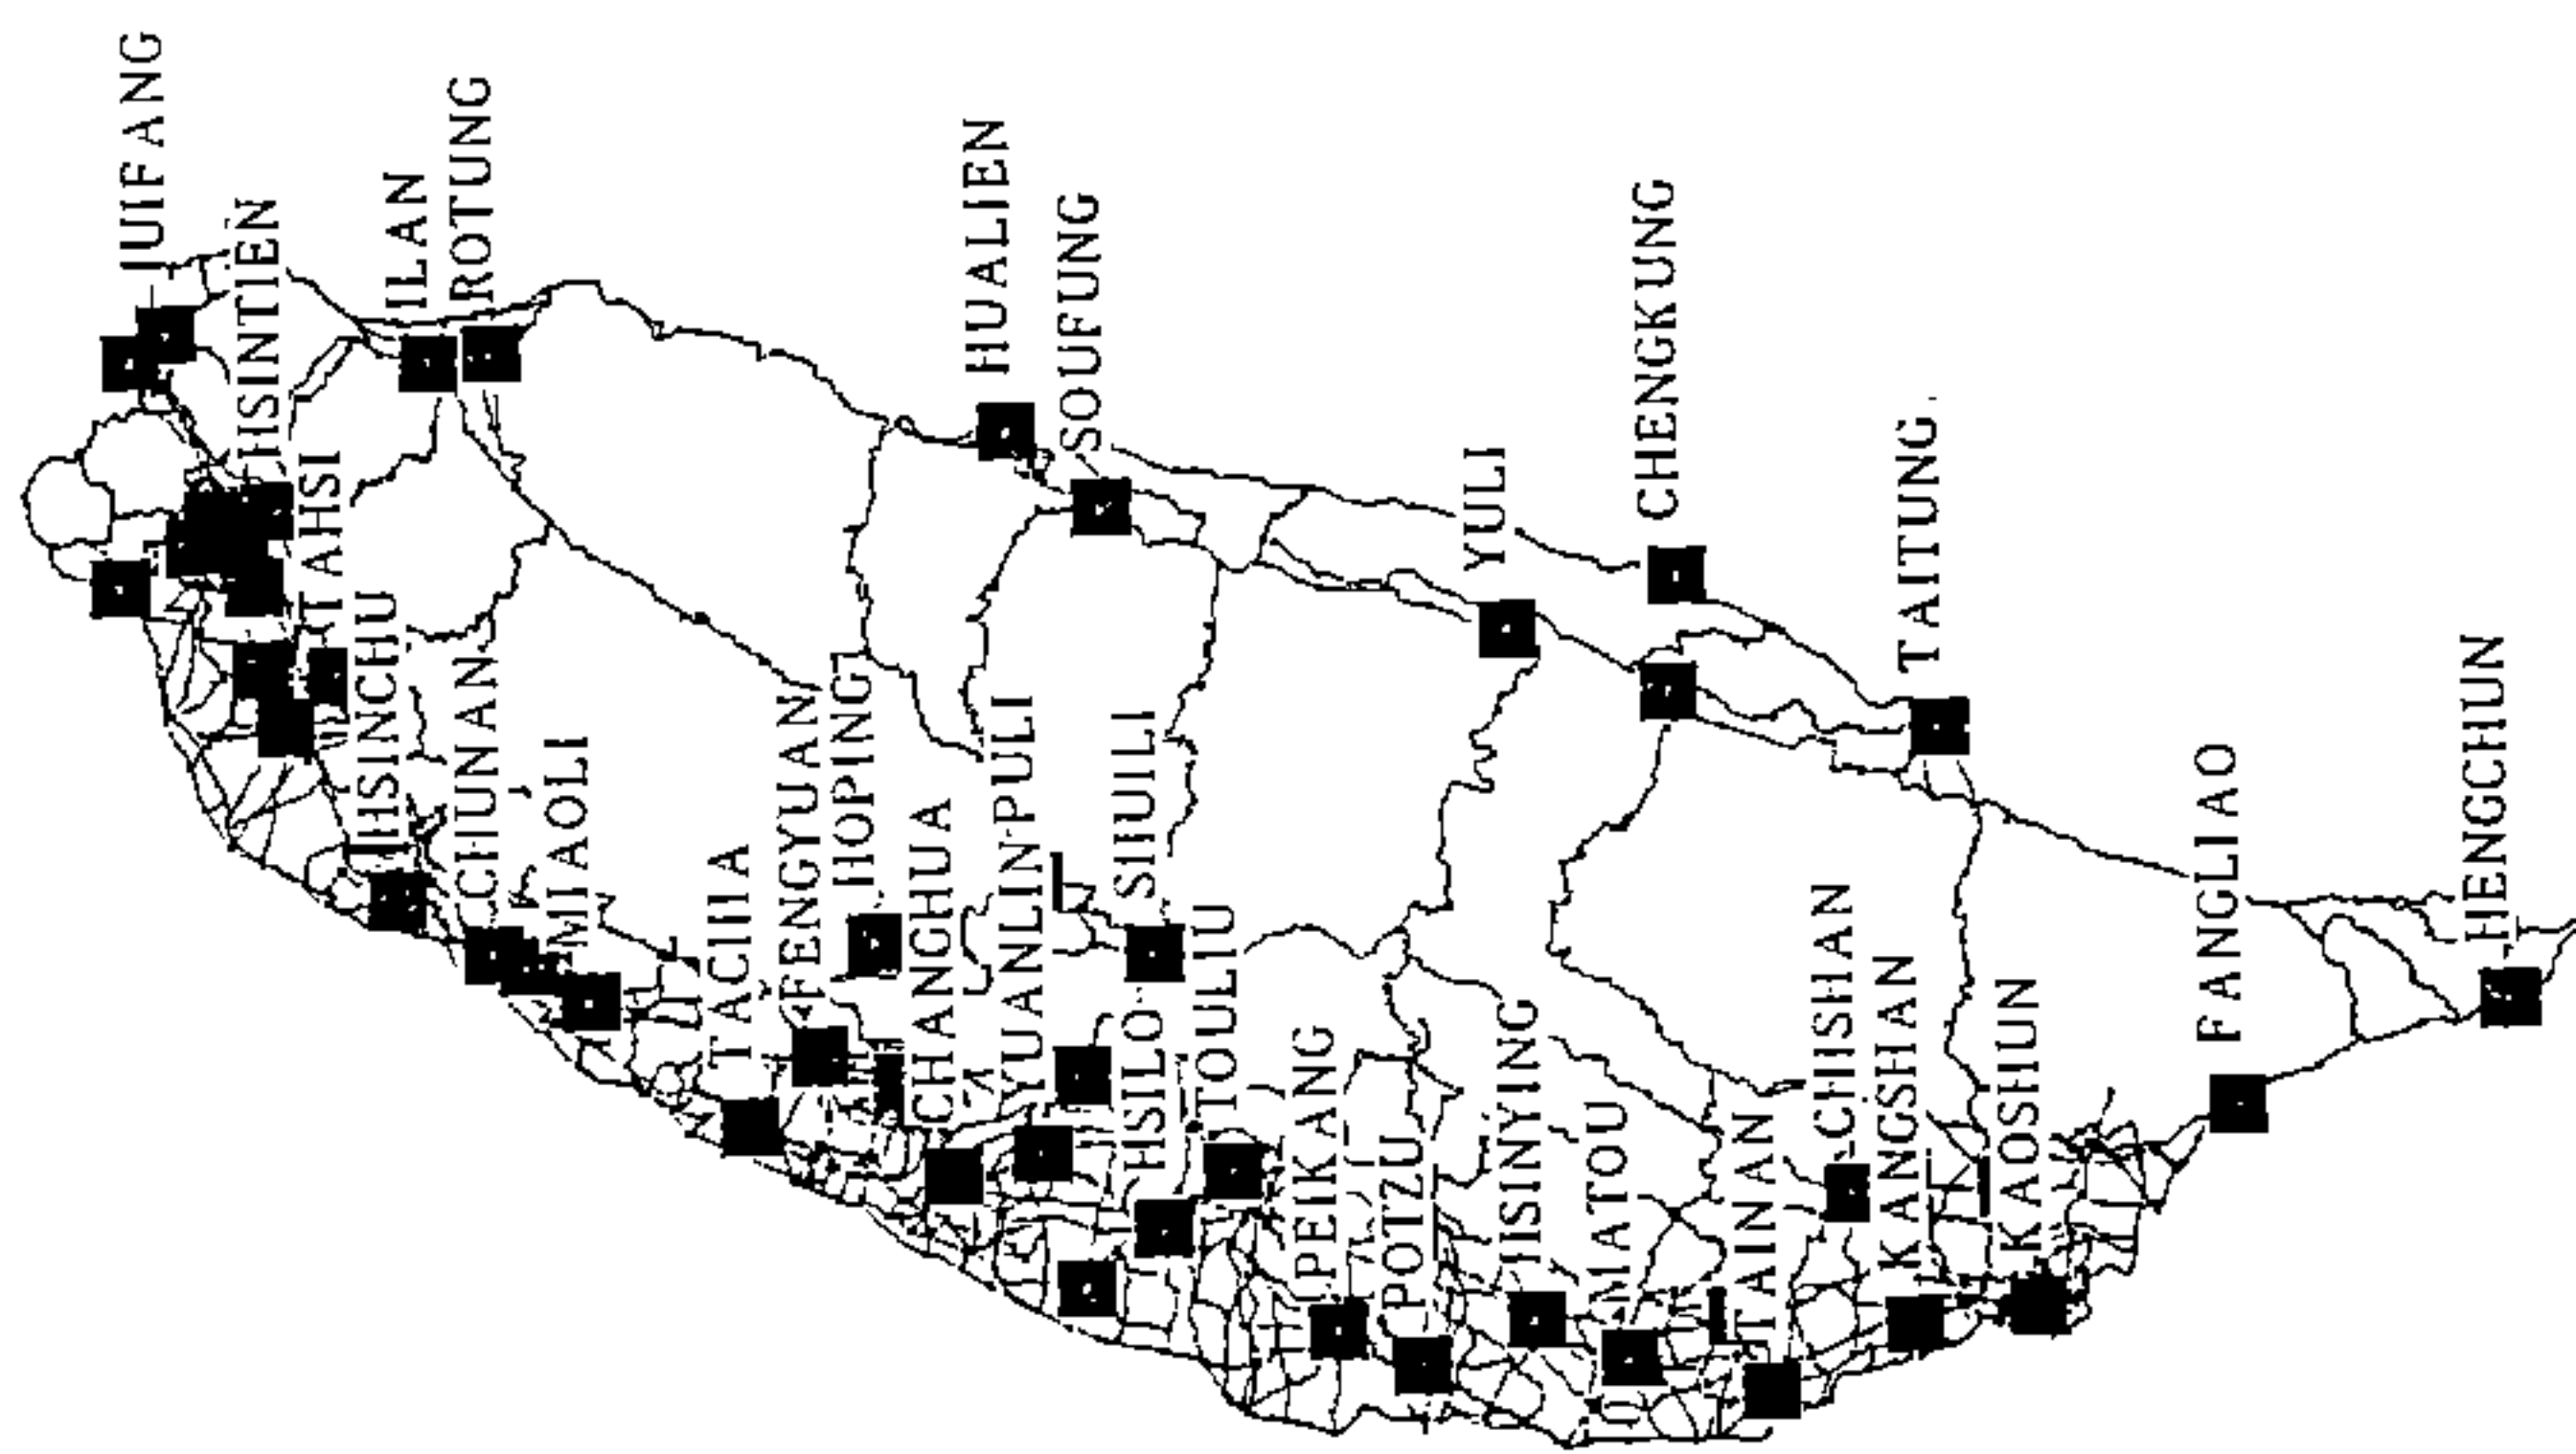 JUIFANG
HSINTIEN
TAHSI
ILAN
ROTUNG
HSINCHU
CHUNAN
MIAOLI
TACHIA
FENGYUAN
HOPING
CHANGHUA
YUANLIN
PULI
HUALIEN
SOUFUNG
SHUILI
HSILO
TOULIU
PEIKANG
POTZU
YULI
HSINYING
MATOU
CHENGKUNG
TAINAN
CHISHAN
KANGSHAN
TAITUNG
KAOSHUN
FANGLIAO
HENGCHUN